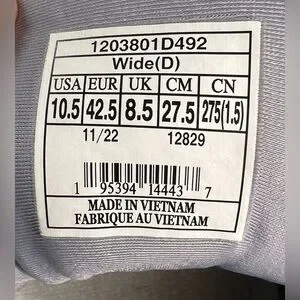 1203801D492
Wide(D)
USA EUR UK CM CN
10.5 42.5 8.5 27.5 275(1.5)
11/22 12829
1 95394 14443 7
MADE IN VIETNAM
FABRIQUE AU VIETNAM